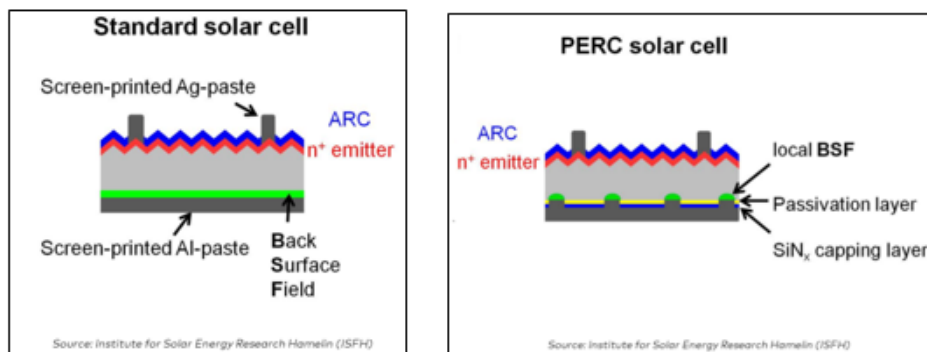 Standard solar cell
Screen-printed Ag-paste
ARC
n⁺ emitter
Screen-printed Al-paste
Back
Surface
Field
Source: Institute for Solar Energy Research Hamelin (ISFH)
PERC solar cell
ARC
n⁺ emitter
local BSF
Passivation layer
SiNₓ capping layer
Source: Institute for Solar Energy Research Hamelin (ISFH)